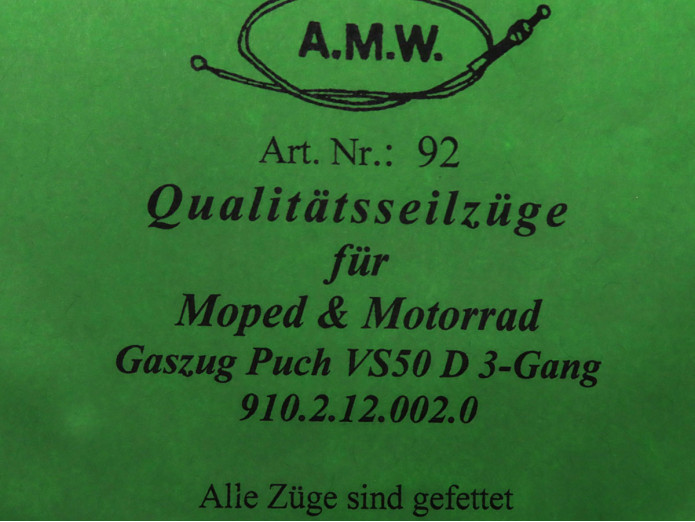 A.M.W.
Art. Nr.: 92
Qualitätsseilzüge
für
Moped & Motorrad
Gaszug Puch VS50 D 3-Gang
910.2.12.002.0
Alle Züge sind gefettet